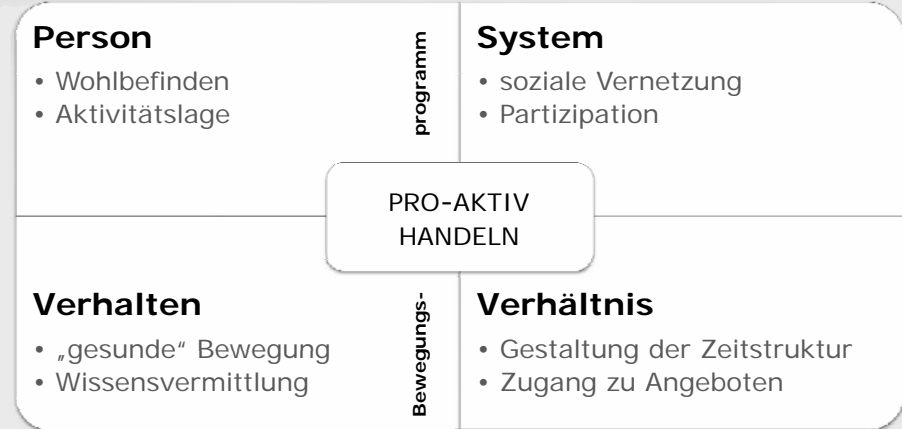 Person
• Wohlbefinden
• Aktivitätslage
programm
System
• soziale Vernetzung
• Partizipation
PRO-AKTIV
HANDELN
Verhalten
• „gesunde“ Bewegung
• Wissensvermittlung
Bewegungs-
Verhältnis
• Gestaltung der Zeitstruktur
• Zugang zu Angeboten